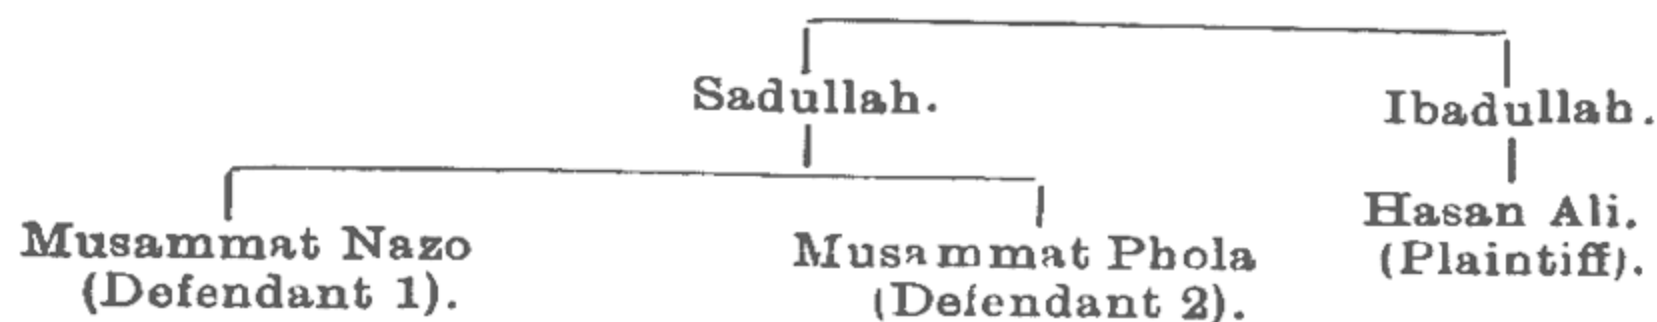 Sadullah.
Ibadullah.
Musammat Nazo
(Defendant 1).
Musammat Phola
(Defendant 2).
Hasan Ali.
(Plaintiff).